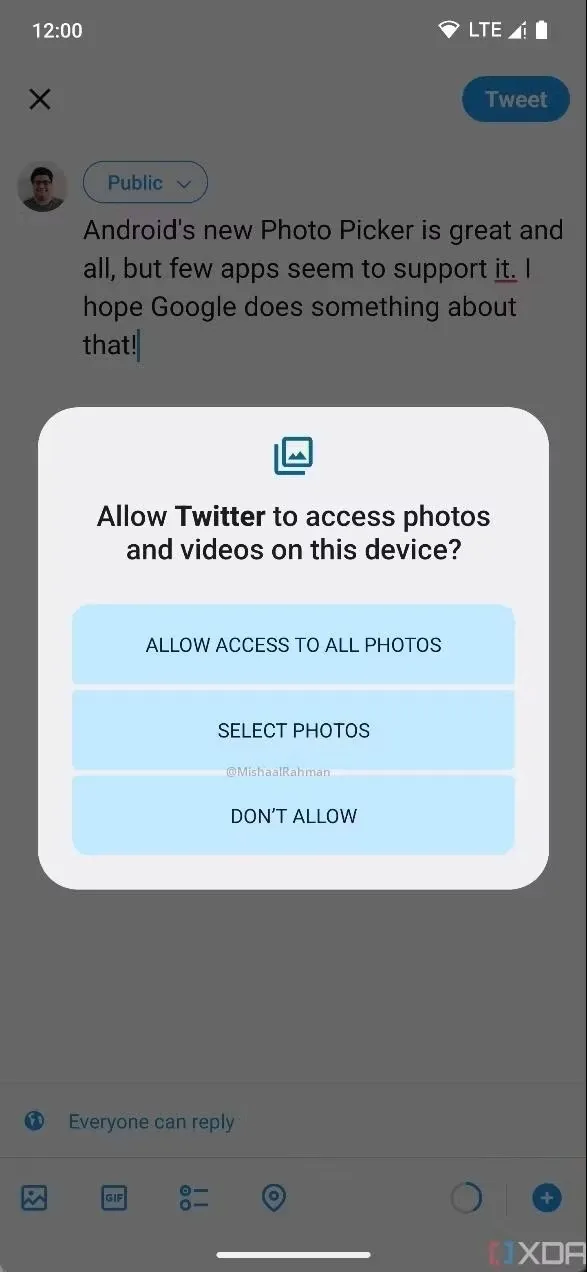 12:00 LTE
Tweet
Public
Android's new Photo Picker is great and
all, but few apps seem to support it. I
hope Google does something about
that!
Allow Twitter to access photos
and videos on this device?
ALLOW ACCESS TO ALL PHOTOS
SELECT PHOTOS
@MishaalRahman
DON’T ALLOW
Everyone can reply
GIF
XDA